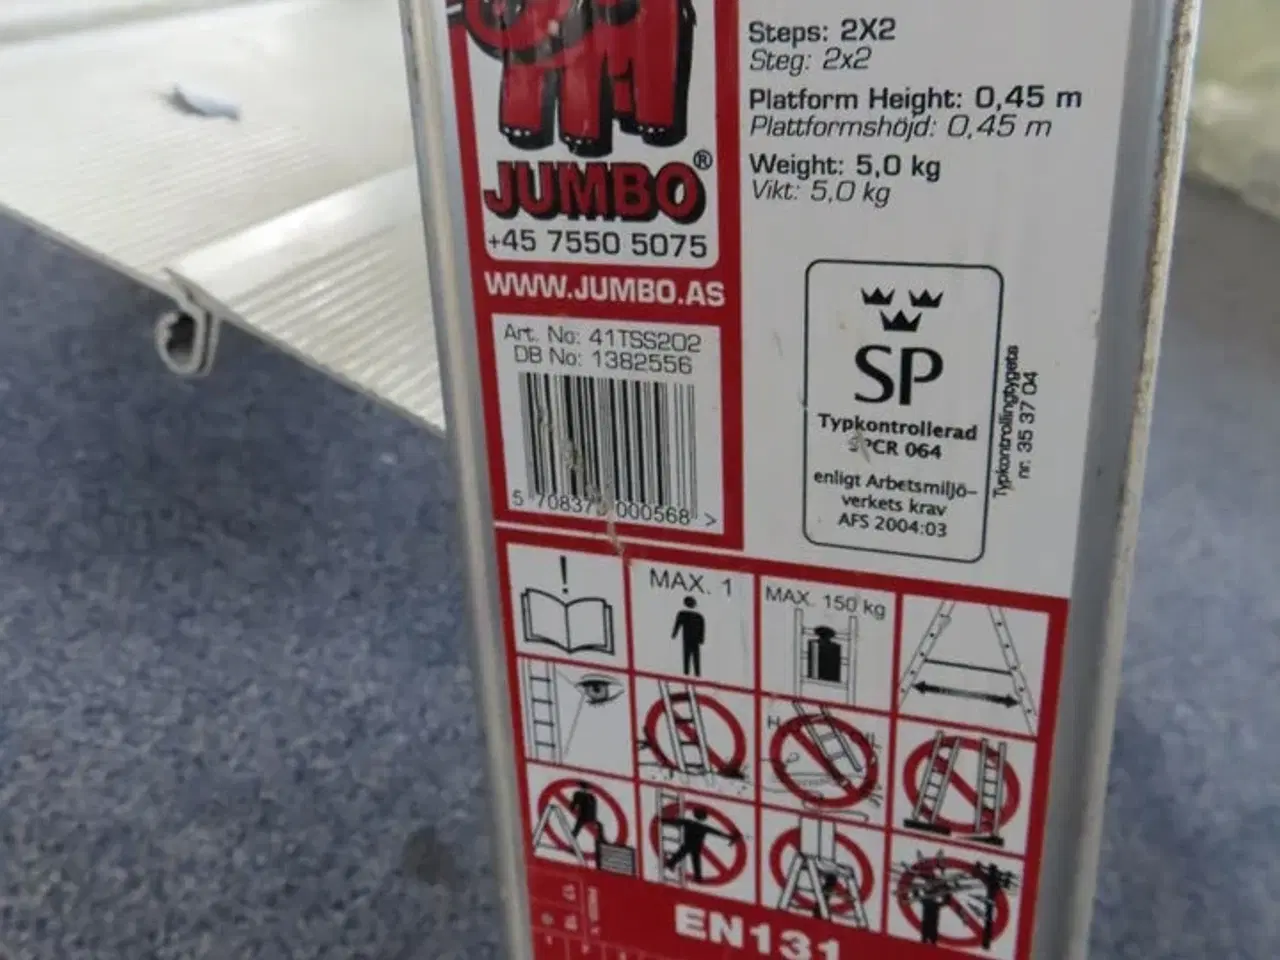 Steps: 2X2
Steg: 2x2
Platform Height: 0,45 m
Plattformshöjd: 0,45 m
Weight: 5,0 kg
Vikt: 5,0 kg
JUMBO®
+45 7550 5075
WWW.JUMBO.AS
Art. No: 41TSS202
DB No: 1382556
000568 >
SP
Typkontrollerad
064
enligt Arbetsmiljö-
verkets krav
AFS 2004:03
Typkontrollingtygets
nr. 35 37 04
!
MAX. 1
MAX. 150 kg
EN131